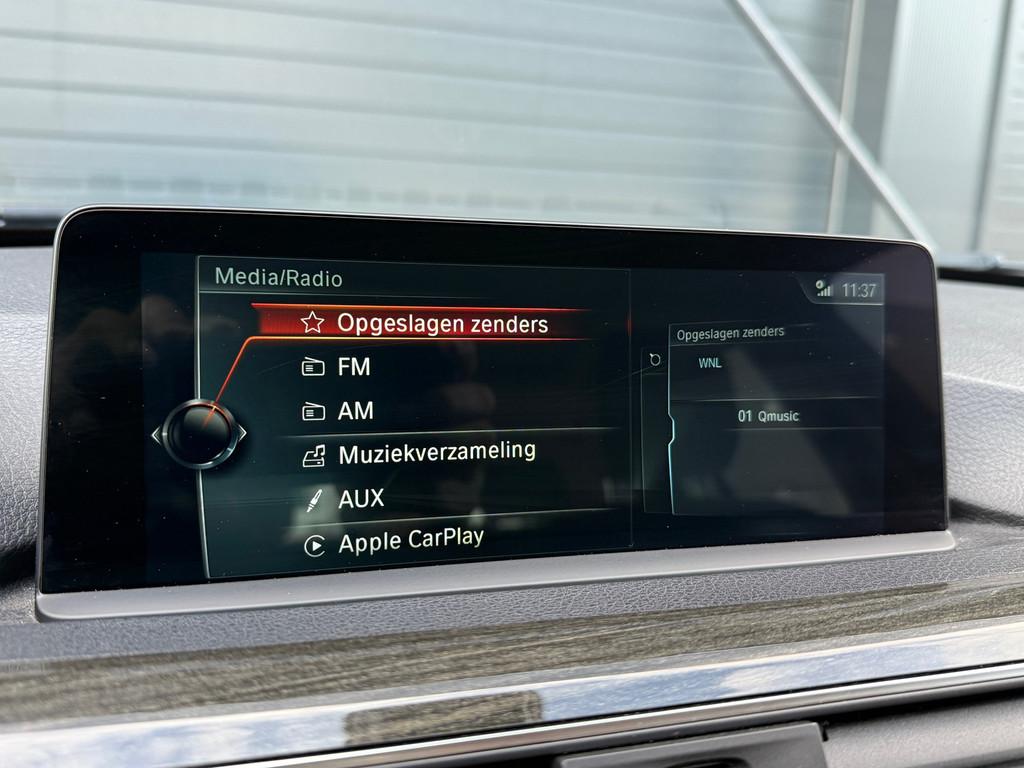 Media/Radio
11:37
Opgeslagen zenders
FM
AM
Muziekverzameling
AUX
Apple CarPlay
Opgeslagen zenders
WNL
01 Qmusic